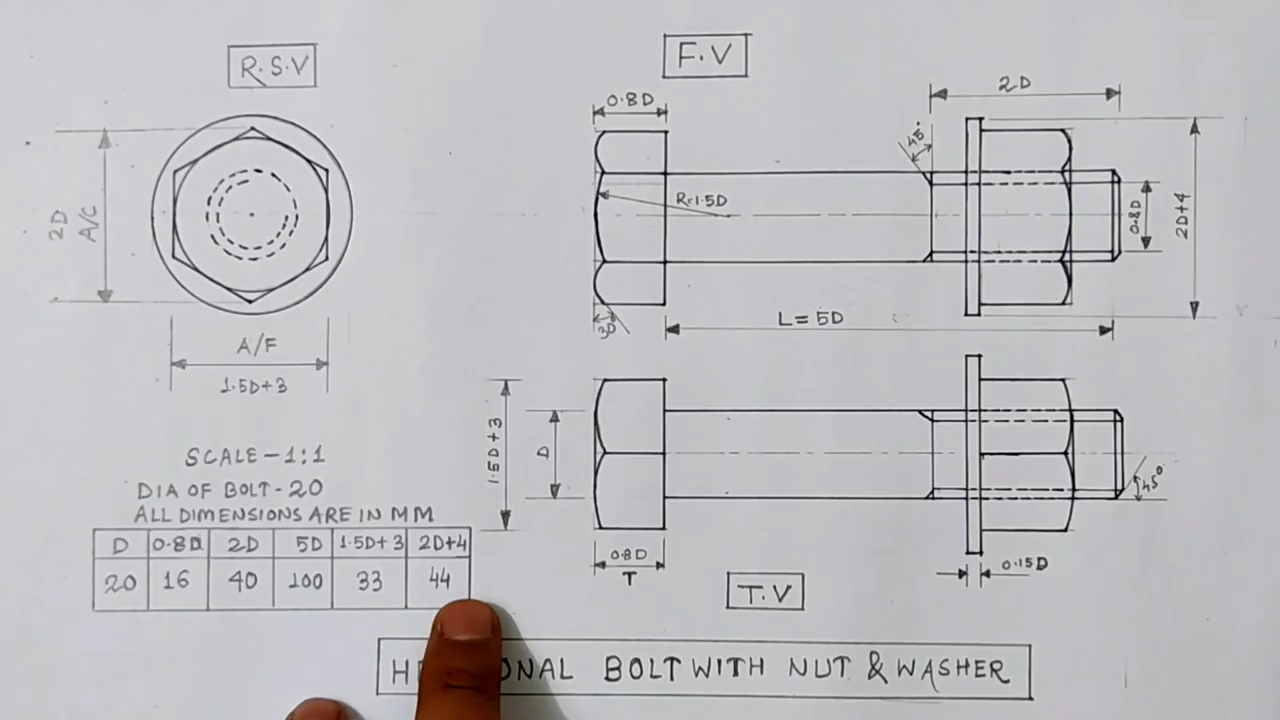 R.S.V
F.V
0.8D
2D
45°
R=1.5D
0.8D
2D+4
2D
A/C
30°
L=5D
A/F
1.5D+3
1.5D+3
D
45°
0.8D
T
0.15D
T.V
SCALE-1:1
DIA OF BOLT-20
ALL DIMENSIONS ARE IN MM
D 0.8D 2D 5D 1.5D+3 2D+4
20 16 40 100 33 44
BOLT WITH NUT & WASHER